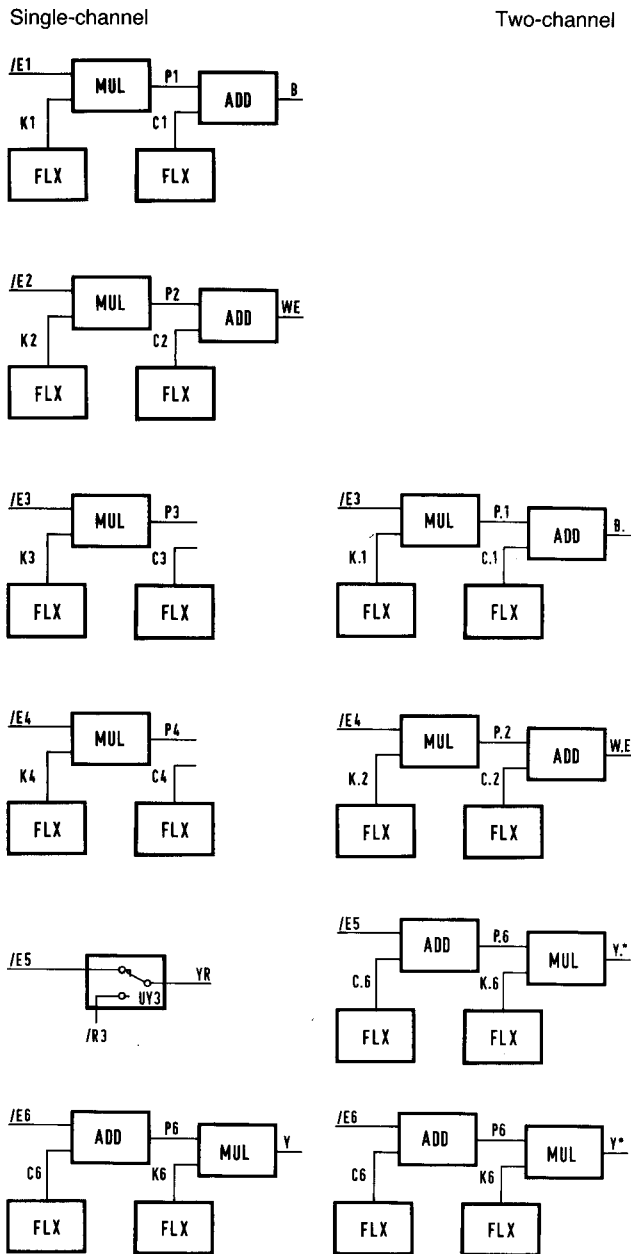 Single-channel Two-channel
/E1 MUL P1 ADD B
K1 C1
FLX FLX
/E2 MUL P2 ADD WE
K2 C2
FLX FLX
/E3 MUL P3
K3 C3
FLX FLX
/E3 MUL P.1 ADD B.
K.1 C.1
FLX FLX
/E4 MUL P4
K4 C4
FLX FLX
/E4 MUL P.2 ADD W.E
K.2 C.2
FLX FLX
/E5 YR
UY3
/R3
/E5 ADD P.6 MUL Y.*
C.6 K.6
FLX FLX
/E6 ADD P6 MUL Y
C6 K6
FLX FLX
/E6 ADD P6 MUL Y*
C6 K6
FLX FLX